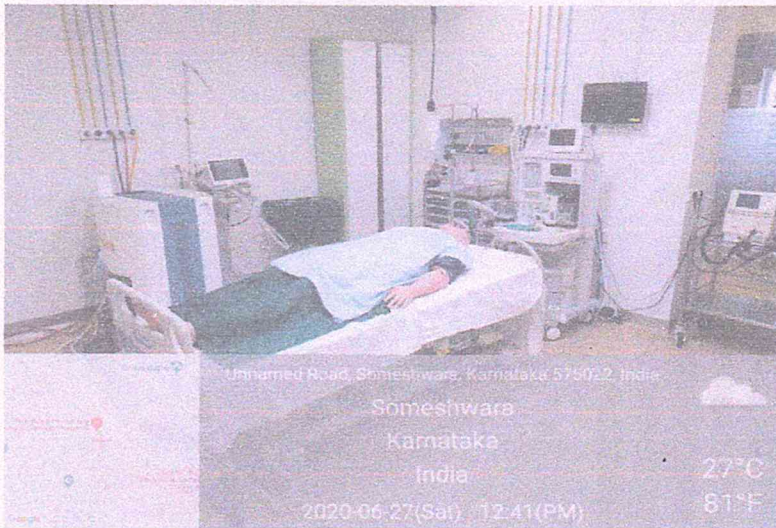 Unnamed Road, Someshwara, Karnataka 575022, India
Someshwara
Karnataka
India
2020-06-27(Sat) 12:41(PM)
27°C
81°F